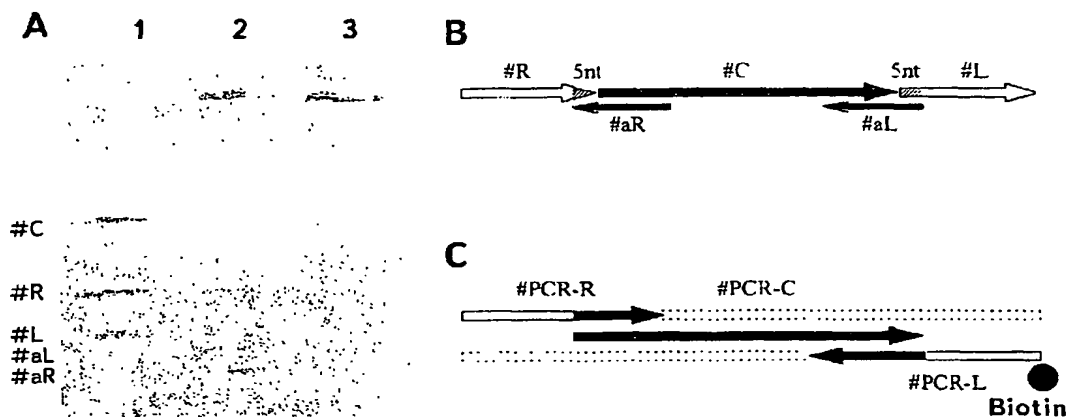 A
1 2 3
#C
#R
#L
#aL
#aR
B
#R 5nt #C 5nt #L
#aR #aL
C
#PCR-R #PCR-C
#PCR-L
Biotin